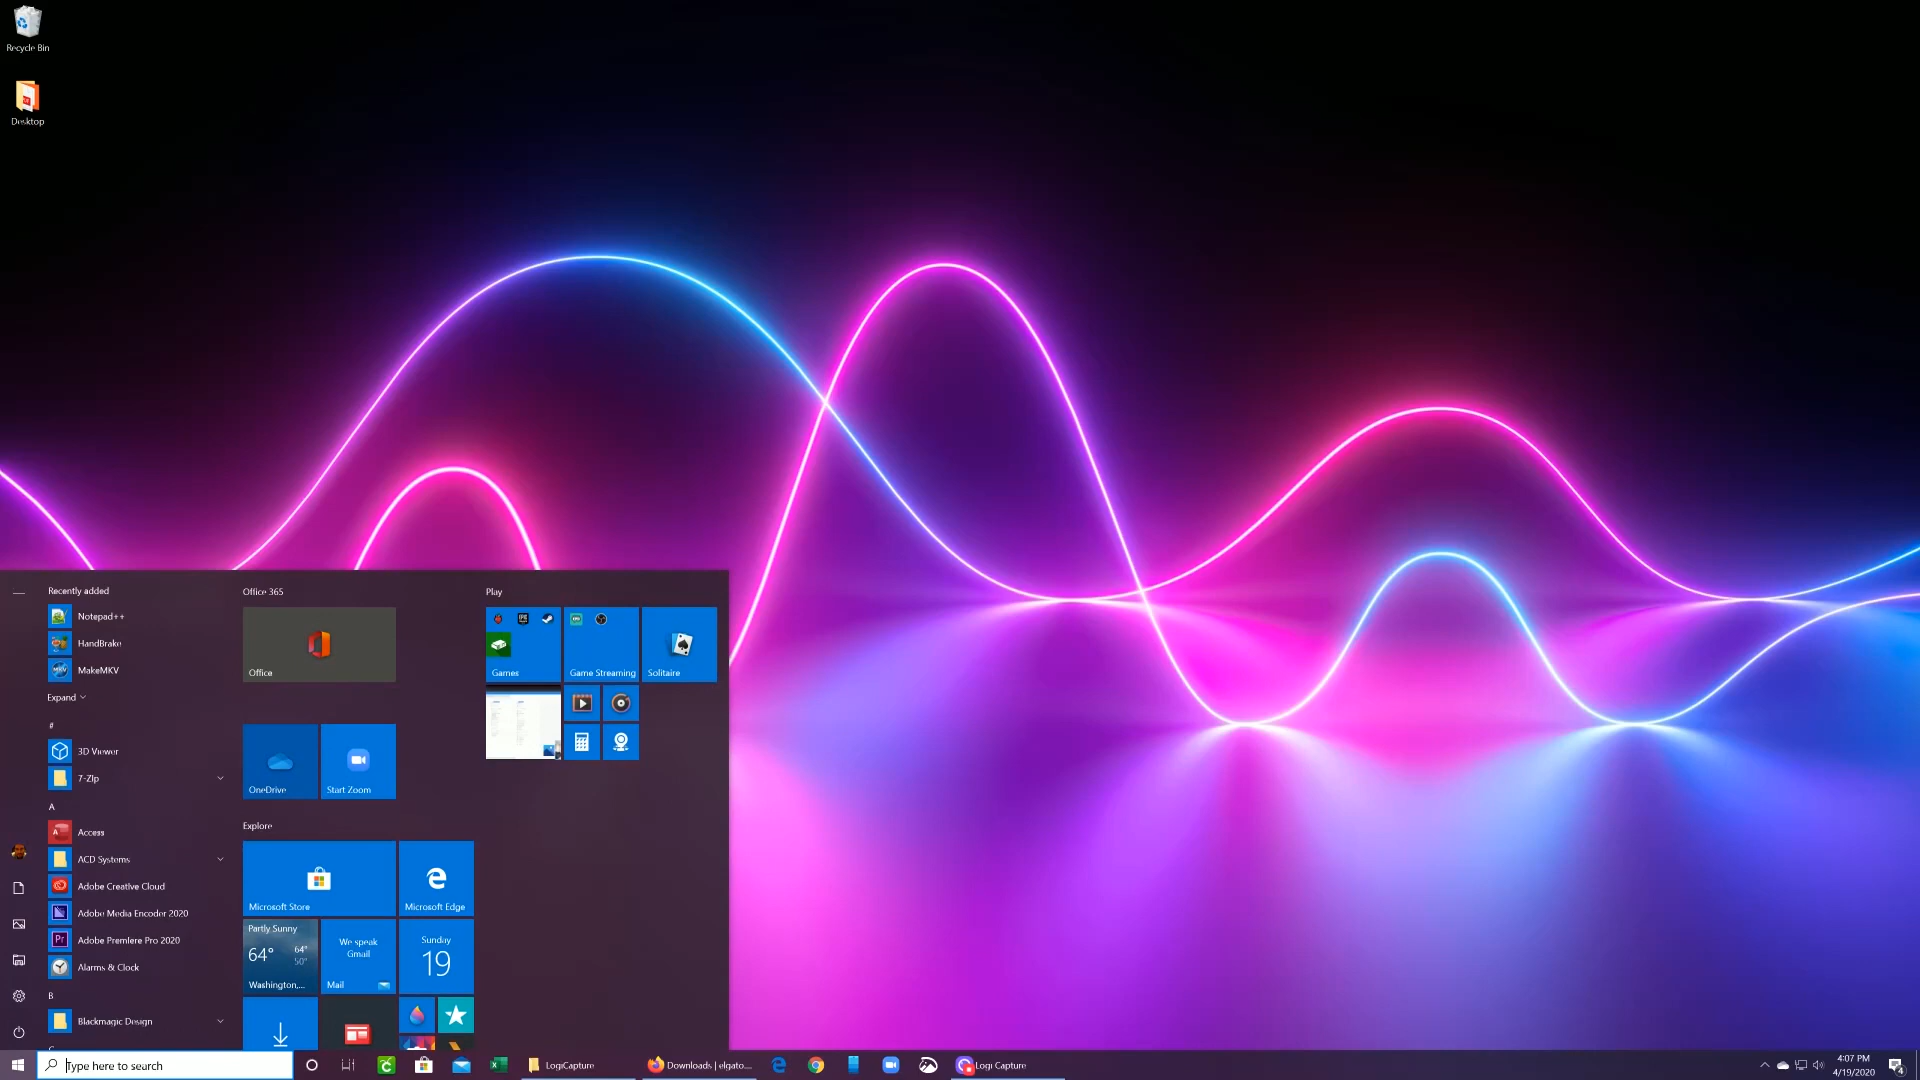 Recycle Bin
Desktop
Recently added
Notepad++
HandBrake
MakeMKV
Expand
#
3D Viewer
7-Zip
A
Access
ACD Systems
Adobe Creative Cloud
Adobe Media Encoder 2020
Adobe Premiere Pro 2020
Alarms & Clock
B
Blackmagic Design
Office 365
Office
OneDrive
Start Zoom
Explore
Microsoft Store
Microsoft Edge
Partly Sunny
64°
64°
50°
Washington,...
We speak
Gmail
Mail
Sunday
19
Play
Games
Game Streaming
Solitaire
Type here to search
LogiCapture
Downloads | elgato....
Logi Capture
4:07 PM
4/19/2020
4